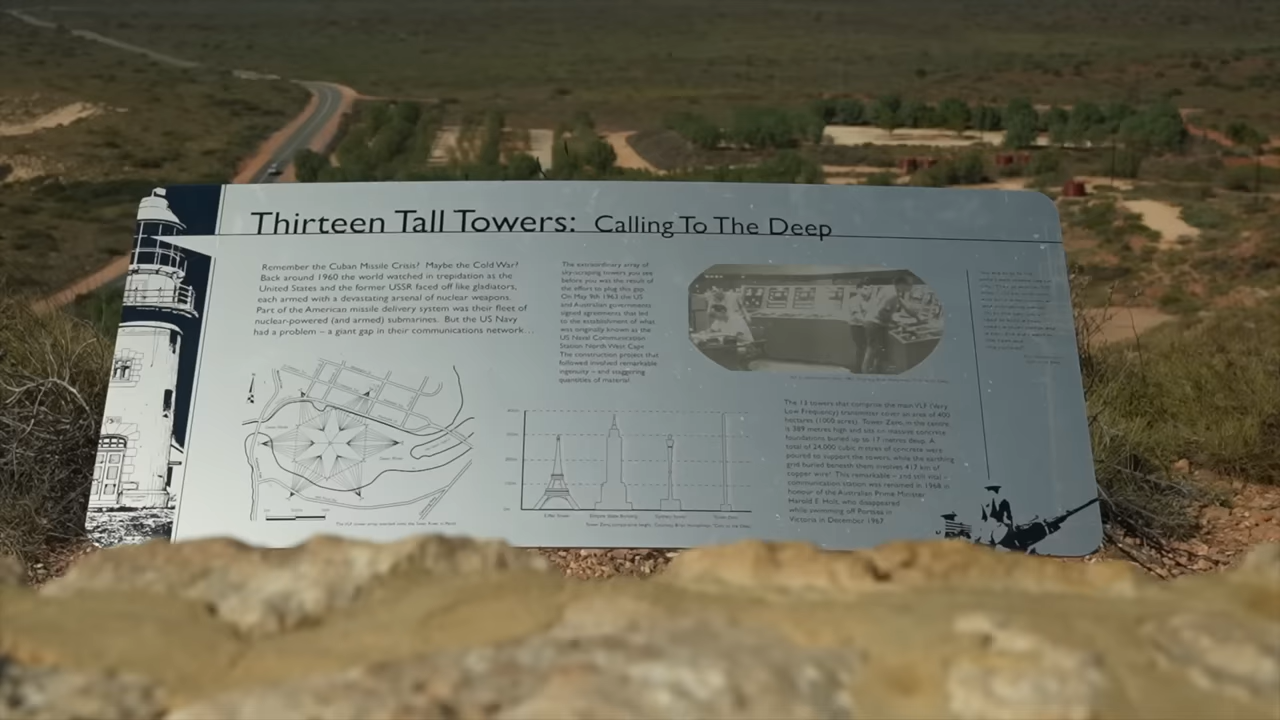 Thirteen Tall Towers: Calling To The Deep
Remember the Cuban Missile Crisis? Maybe the Cold War?
Back around 1960 the world watched in trepidation as the
United States and the former USSR faced off like gladiators,
each armed with a devastating arsenal of nuclear weapons.
Part of the American missile delivery system was their fleet of
nuclear-powered (and armed) submarines. But the US Navy
had a problem – a giant gap in their communications network...
The extraordinary array of
sky-scraping towers you see
before you was the result of
the efforts to plug this gap.
On May 9th 1963 the US
and Australian governments
signed agreements that led
to the establishment of what
was originally known as the
US Naval Communication
Station North West Cape.
The construction project that
followed involved remarkable
ingenuity – and staggering
quantities of material.
The 13 towers that comprise the main VLF (Very
Low Frequency) transmitter cover an area of 400
hectares (1000 acres). Tower Zero, in the centre
is 389 metres high and sits on massive concrete
foundations buried up to 17 metres deep. A
total of 24,000 cubic metres of concrete were
poured to support the towers, while the earthing
grid buried beneath them involves 417 km of
copper wire! This remarkable – and still vital –
communication station was renamed in 1968 in
honour of the Australian Prime Minister
Harold E. Holt, who disappeared
while swimming off Portsea in
Victoria in December 1967.
Eiffel Tower
Empire State Building
Sydney Tower
Tower Zero